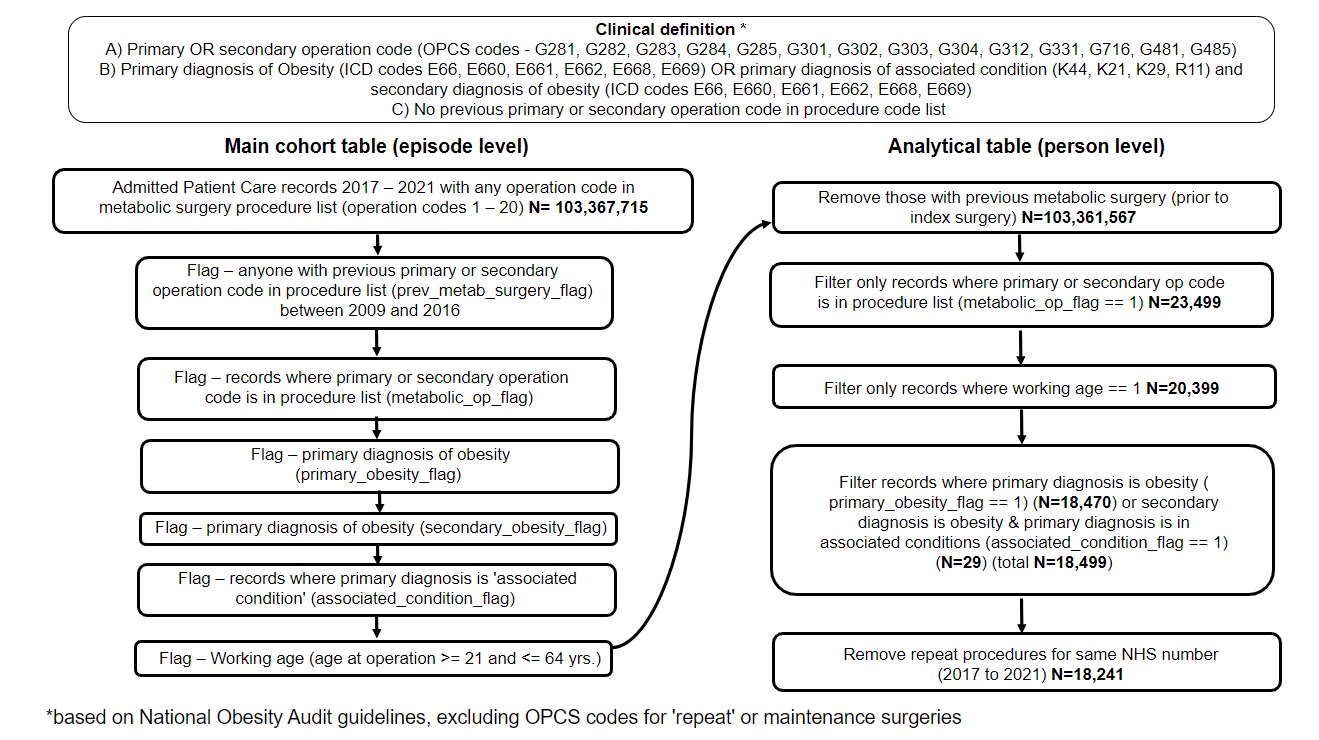 Clinical definition *
A) Primary OR secondary operation code (OPCS codes - G281, G282, G283, G284, G285, G301, G302, G303, G304, G312, G331, G716, G481, G485)
B) Primary diagnosis of Obesity (ICD codes E66, E660, E661, E662, E668, E669) OR primary diagnosis of associated condition (K44, K21, K29, R11) and
secondary diagnosis of obesity (ICD codes E66, E660, E661, E662, E668, E669)
C) No previous primary or secondary operation code in procedure code list
Main cohort table (episode level)
Admitted Patient Care records 2017 – 2021 with any operation code in
metabolic surgery procedure list (operation codes 1 – 20) N= 103,367,715
Flag – anyone with previous primary or secondary
operation code in procedure list (prev_metab_surgery_flag)
between 2009 and 2016
Flag – records where primary or secondary operation
code is in procedure list (metabolic_op_flag)
Flag – primary diagnosis of obesity
(primary_obesity_flag)
Flag – primary diagnosis of obesity (secondary_obesity_flag)
Flag – records where primary diagnosis is 'associated
condition' (associated_condition_flag)
Flag – Working age (age at operation >= 21 and <= 64 yrs.)
Analytical table (person level)
Remove those with previous metabolic surgery (prior to
index surgery) N=103,361,567
Filter only records where primary or secondary op code
is in procedure list (metabolic_op_flag == 1) N=23,499
Filter only records where working age == 1 N=20,399
Filter records where primary diagnosis is obesity (
primary_obesity_flag == 1) (N=18,470) or secondary
diagnosis is obesity & primary diagnosis is in
associated conditions (associated_condition_flag == 1)
(N=29) (total N=18,499)
Remove repeat procedures for same NHS number
(2017 to 2021) N=18,241
*based on National Obesity Audit guidelines, excluding OPCS codes for 'repeat' or maintenance surgeries